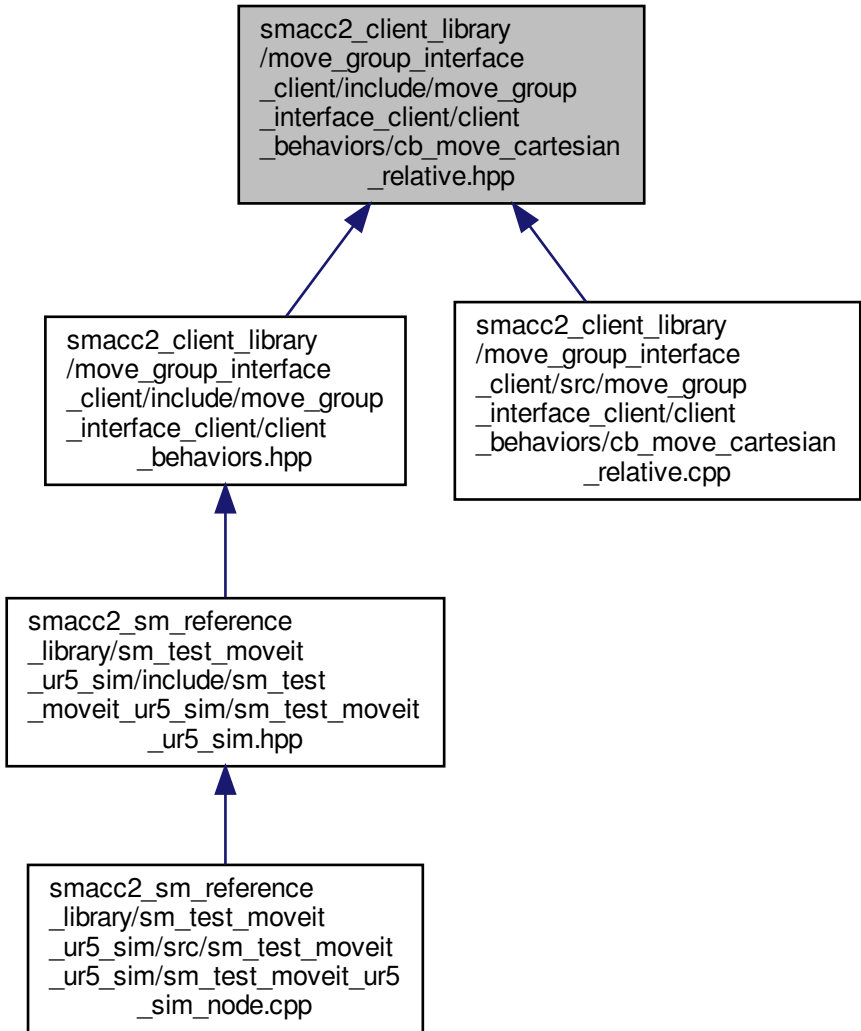 smacc2_client_library
/move_group_interface
_client/include/move_group
_interface_client/client
_behaviors/cb_move_cartesian
_relative.hpp
smacc2_client_library
/move_group_interface
_client/include/move_group
_interface_client/client
_behaviors.hpp
smacc2_client_library
/move_group_interface
_client/src/move_group
_interface_client/client
_behaviors/cb_move_cartesian
_relative.cpp
smacc2_sm_reference
_library/sm_test_moveit
_ur5_sim/include/sm_test
_moveit_ur5_sim/sm_test_moveit
_ur5_sim.hpp
smacc2_sm_reference
_library/sm_test_moveit
_ur5_sim/src/sm_test_moveit
_ur5_sim/sm_test_moveit_ur5
_sim_node.cpp